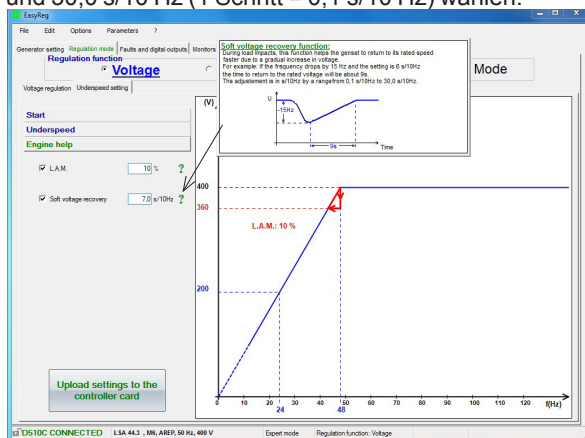 und 30,0 s/10 Hz (1 Schritt = 0,1 s/10 Hz) wählen.
EasyReg
File Edit Options Parameters ?
Generator setting Regulation mode Faults and digital outputs Monitors
Regulation function
Voltage
Mode
Voltage regulation Underspeed setting
Soft voltage recovery function:
During load impacts, this function helps the genset to return to its rated speed
faster due to a gradual increase in voltage.
For example: If the frequency drops by 15 Hz and the setting is 6 s/10Hz
the time to return to the rated voltage will be about 9s.
The adjustement is in s/10Hz by a range from 0,1 s/10Hz to 30,0 s/10Hz.
U
-15Hz
9s
Time
Start
Underspeed
Engine help
L.A.M. 10 % ?
Soft voltage recovery 7,0 s/10Hz ?
Upload settings to the
controller card
(V)
400
360
L.A.M.: 10 %
200
0 10 20 30 40 50 60 70 80 90 100 110 120 f(Hz)
24 48
D510C CONNECTED LSA 44.3 , M6, AREP, 50 Hz, 400 V Expert mode Regulation function: Voltage